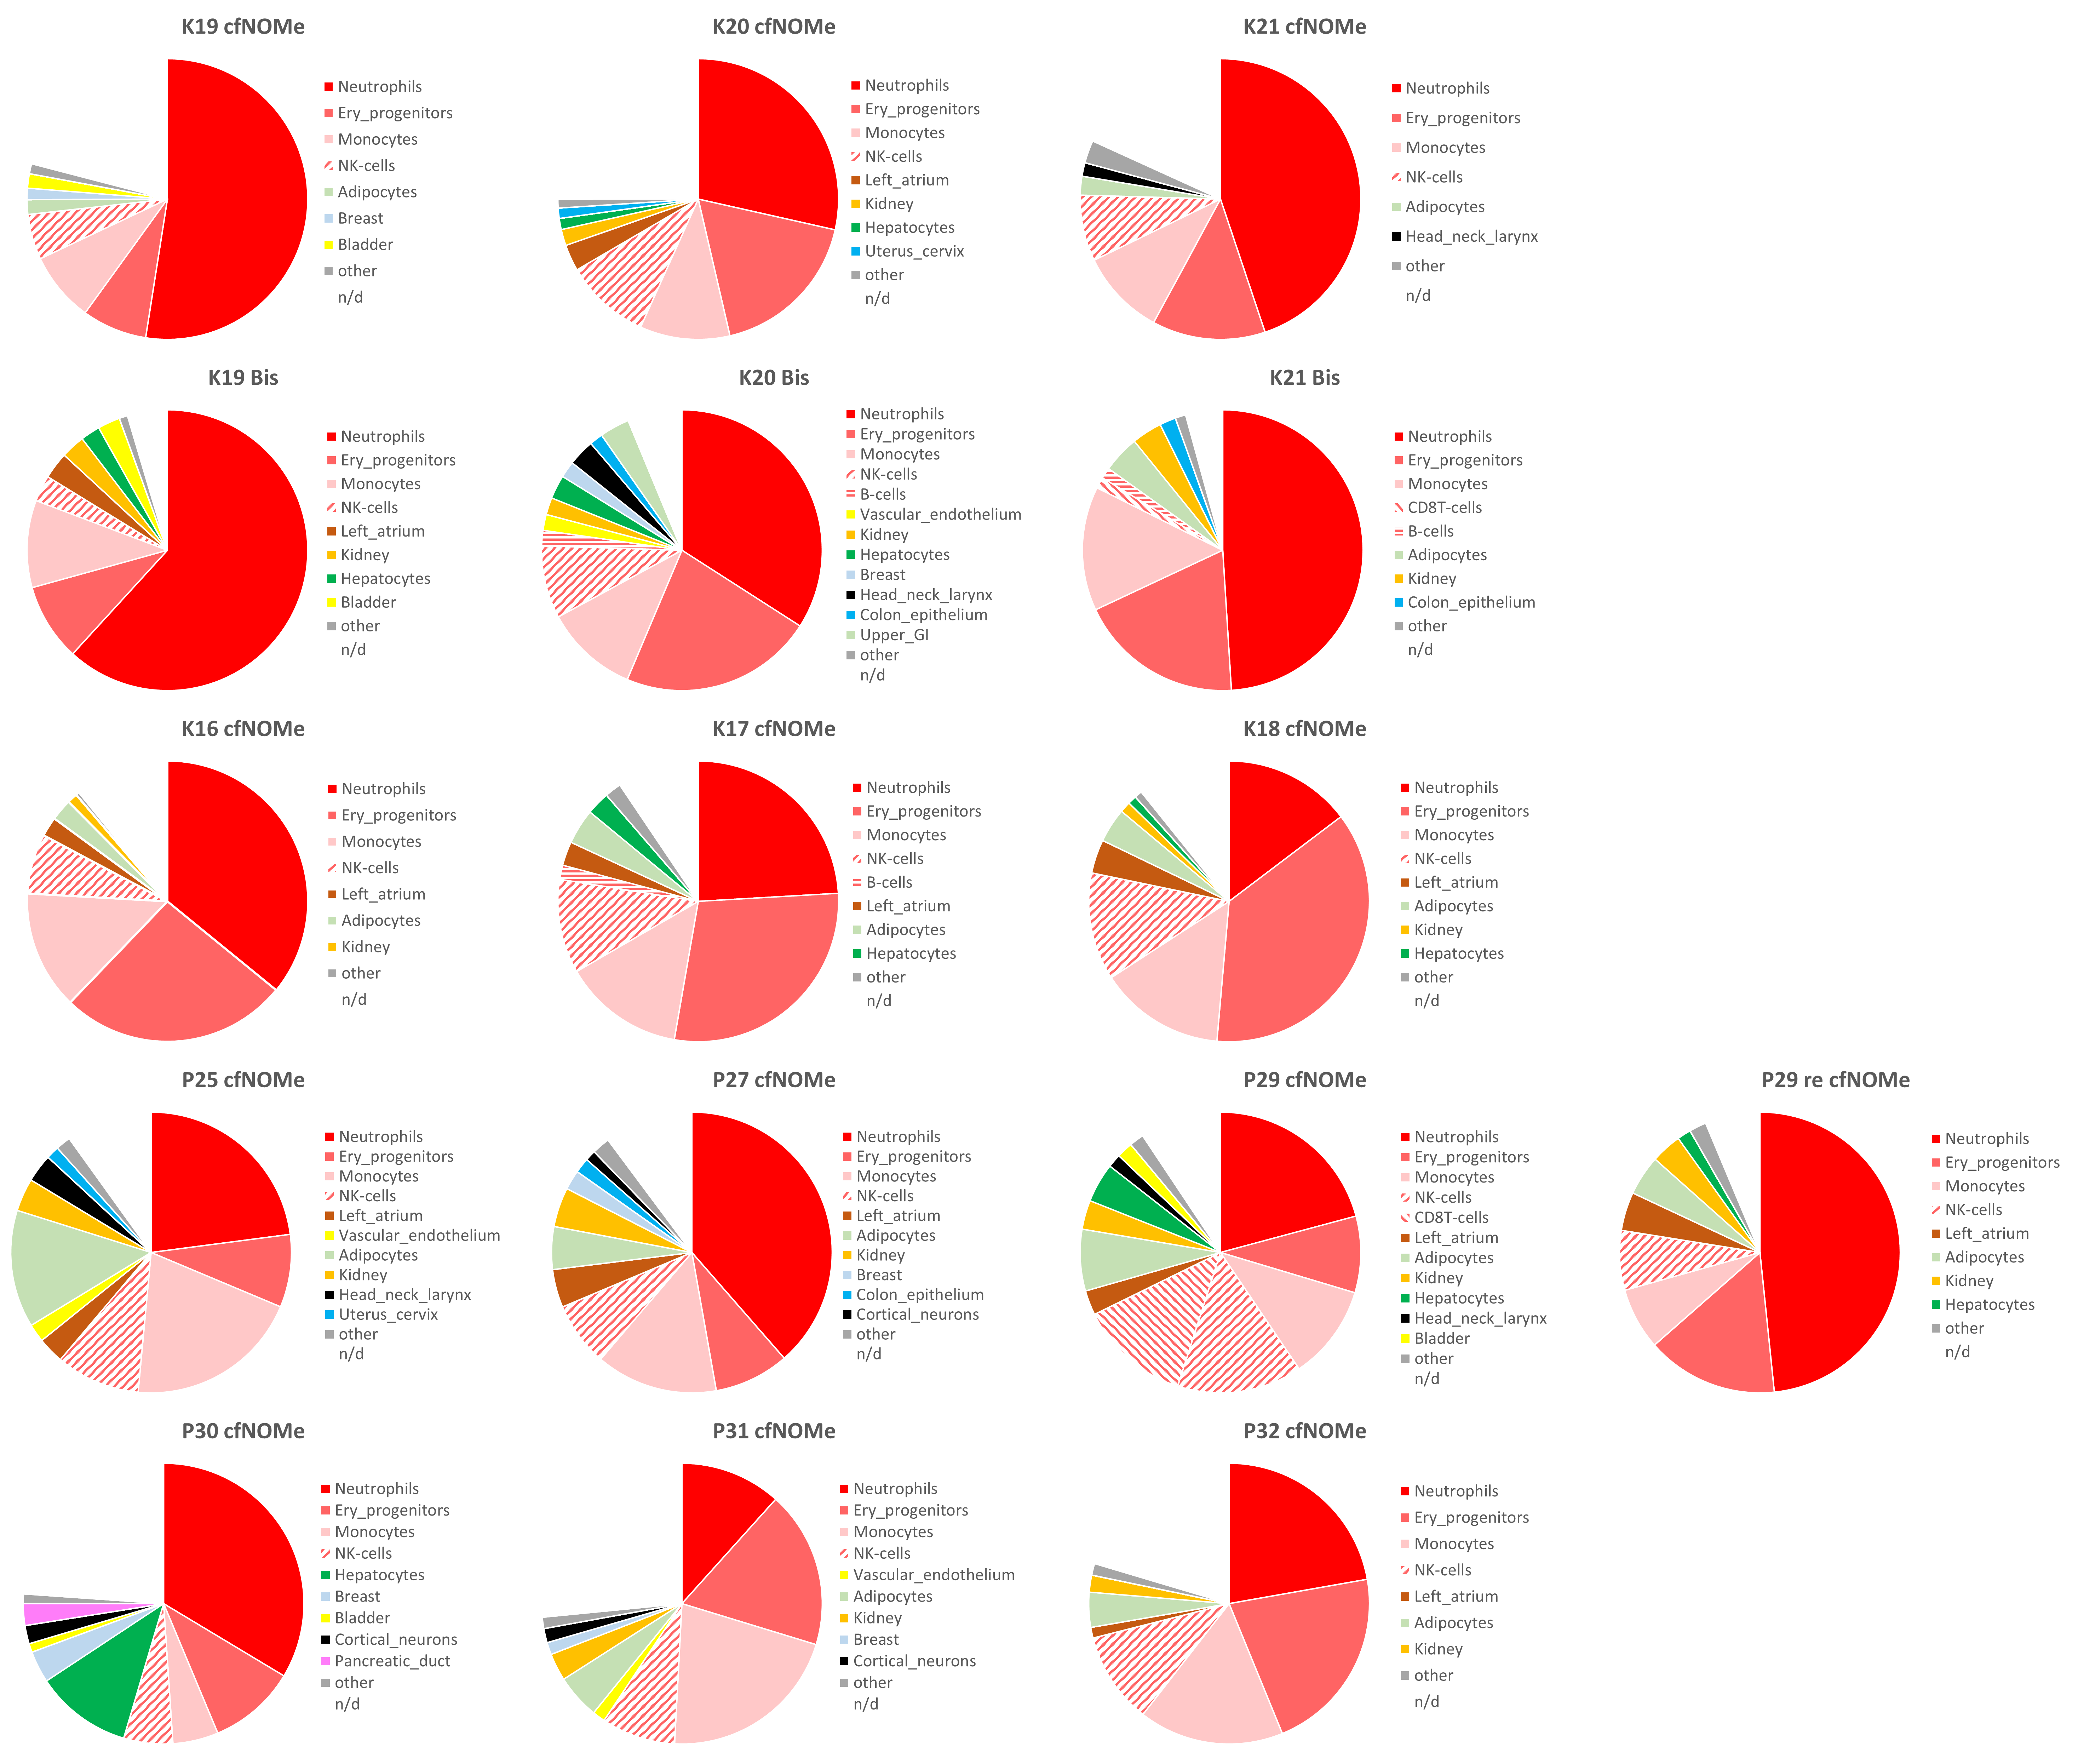 K19 cfNOMe
Neutrophils
Ery_progenitors
Monocytes
NK-cells
Adipocytes
Breast
Bladder
other
n/d
K20 cfNOMe
Neutrophils
Ery_progenitors
Monocytes
NK-cells
Left_atrium
Kidney
Hepatocytes
Uterus_cervix
other
n/d
K21 cfNOMe
Neutrophils
Ery_progenitors
Monocytes
NK-cells
Adipocytes
Head_neck_larynx
other
n/d
K19 Bis
Neutrophils
Ery_progenitors
Monocytes
NK-cells
Left_atrium
Kidney
Hepatocytes
Bladder
other
n/d
K20 Bis
Neutrophils
Ery_progenitors
Monocytes
NK-cells
B-cells
Vascular_endothelium
Kidney
Hepatocytes
Breast
Head_neck_larynx
Colon_epithelium
Upper_GI
other
n/d
K21 Bis
Neutrophils
Ery_progenitors
Monocytes
CD8T-cells
B-cells
Adipocytes
Kidney
Colon_epithelium
other
n/d
K16 cfNOMe
Neutrophils
Ery_progenitors
Monocytes
NK-cells
Left_atrium
Adipocytes
Kidney
other
n/d
K17 cfNOMe
Neutrophils
Ery_progenitors
Monocytes
NK-cells
B-cells
Left_atrium
Adipocytes
Hepatocytes
other
n/d
K18 cfNOMe
Neutrophils
Ery_progenitors
Monocytes
NK-cells
Left_atrium
Adipocytes
Kidney
Hepatocytes
other
n/d
P25 cfNOMe
Neutrophils
Ery_progenitors
Monocytes
NK-cells
Left_atrium
Vascular_endothelium
Adipocytes
Kidney
Head_neck_larynx
Uterus_cervix
other
n/d
P27 cfNOMe
Neutrophils
Ery_progenitors
Monocytes
NK-cells
Left_atrium
Adipocytes
Kidney
Breast
Colon_epithelium
Cortical_neurons
other
n/d
P29 cfNOMe
Neutrophils
Ery_progenitors
Monocytes
NK-cells
CD8T-cells
Left_atrium
Adipocytes
Kidney
Hepatocytes
Head_neck_larynx
Bladder
other
n/d
P29 re cfNOMe
Neutrophils
Ery_progenitors
Monocytes
NK-cells
Left_atrium
Adipocytes
Kidney
Hepatocytes
other
n/d
P30 cfNOMe
Neutrophils
Ery_progenitors
Monocytes
NK-cells
Hepatocytes
Breast
Bladder
Cortical_neurons
Pancreatic_duct
other
n/d
P31 cfNOMe
Neutrophils
Ery_progenitors
Monocytes
NK-cells
Vascular_endothelium
Adipocytes
Kidney
Breast
Cortical_neurons
other
n/d
P32 cfNOMe
Neutrophils
Ery_progenitors
Monocytes
NK-cells
Left_atrium
Adipocytes
Kidney
other
n/d